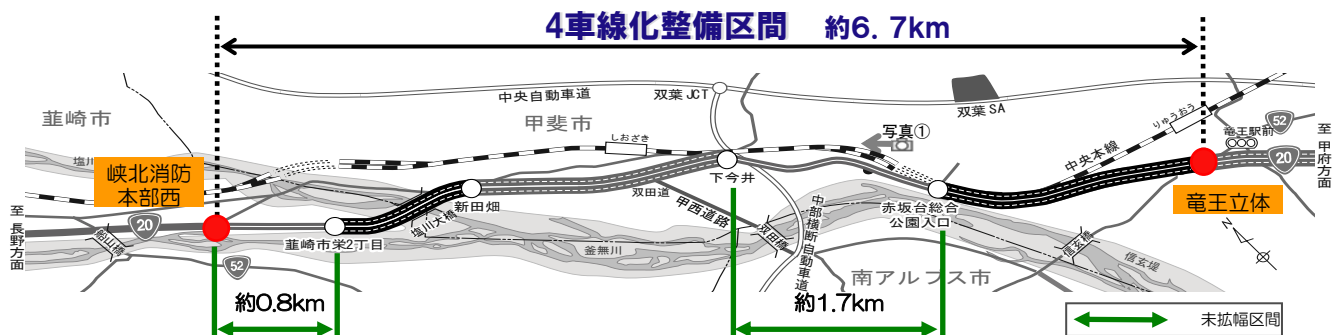 4車線化整備区間 約6.7km
中央自動車道
双葉JCT
双葉SA
りゅうおう
竜王駅前
52
韮崎市
甲斐市
写真①
しおざき
中央本線
20
至
甲府方面
塩川
峡北消防
本部西
下今井
竜王立体
新田畑
双田道
赤坂台総合
公園入口
至
長野方面
20
船山橋
韮崎市栄2丁目
塩川大橋
甲西道路
双田橋
中部横断自動車道
釜無川
信玄橋
信玄堤
N
52
南アルプス市
約0.8km
約1.7km
未拡幅区間